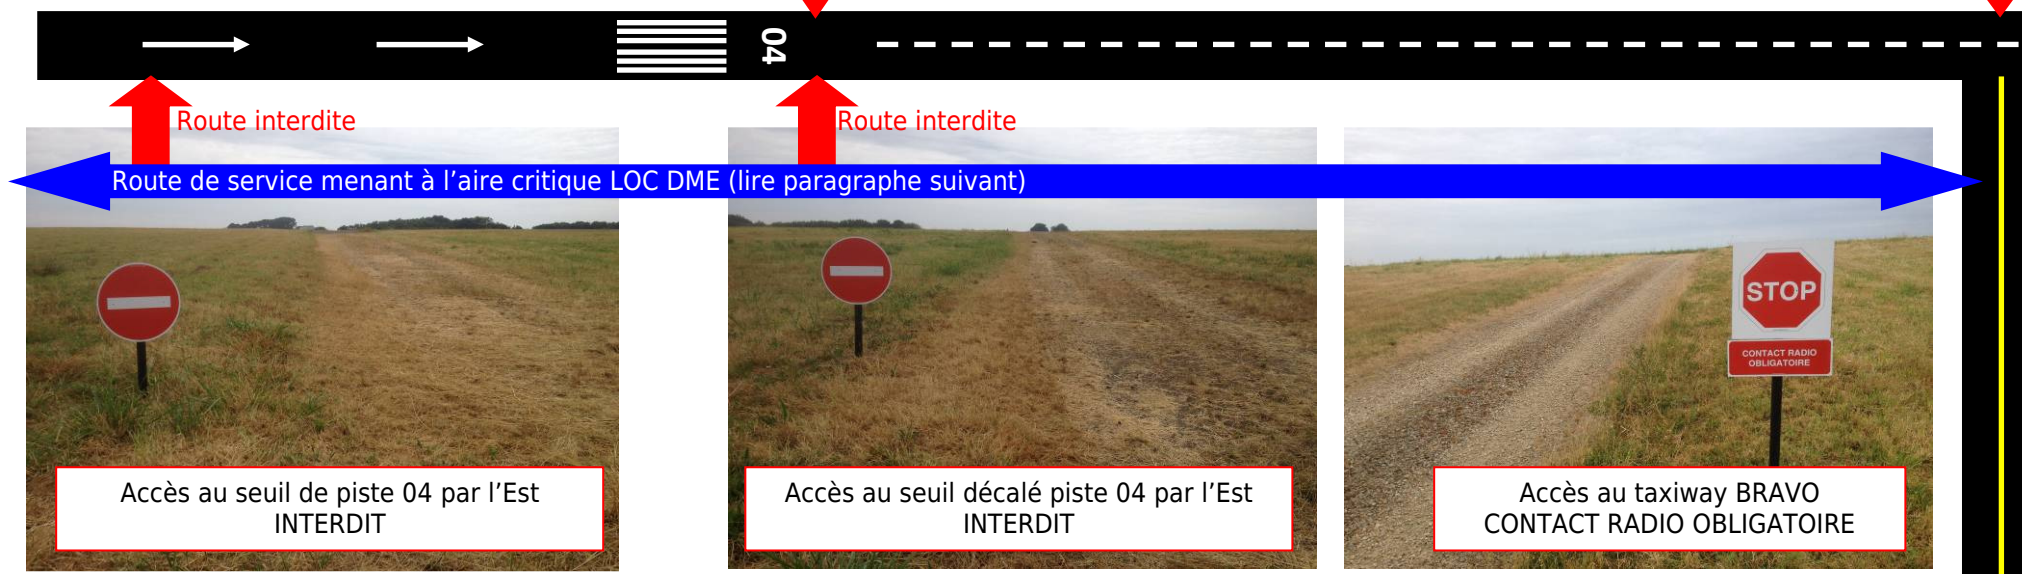 04
Route interdite
Route interdite
Route de service menant à l’aire critique LOC DME (lire paragraphe suivant)
STOP
CONTACT RADIO
OBLIGATOIRE
Accès au seuil de piste 04 par l’Est
INTERDIT
Accès au seuil décalé piste 04 par l’Est
INTERDIT
Accès au taxiway BRAVO
CONTACT RADIO OBLIGATOIRE